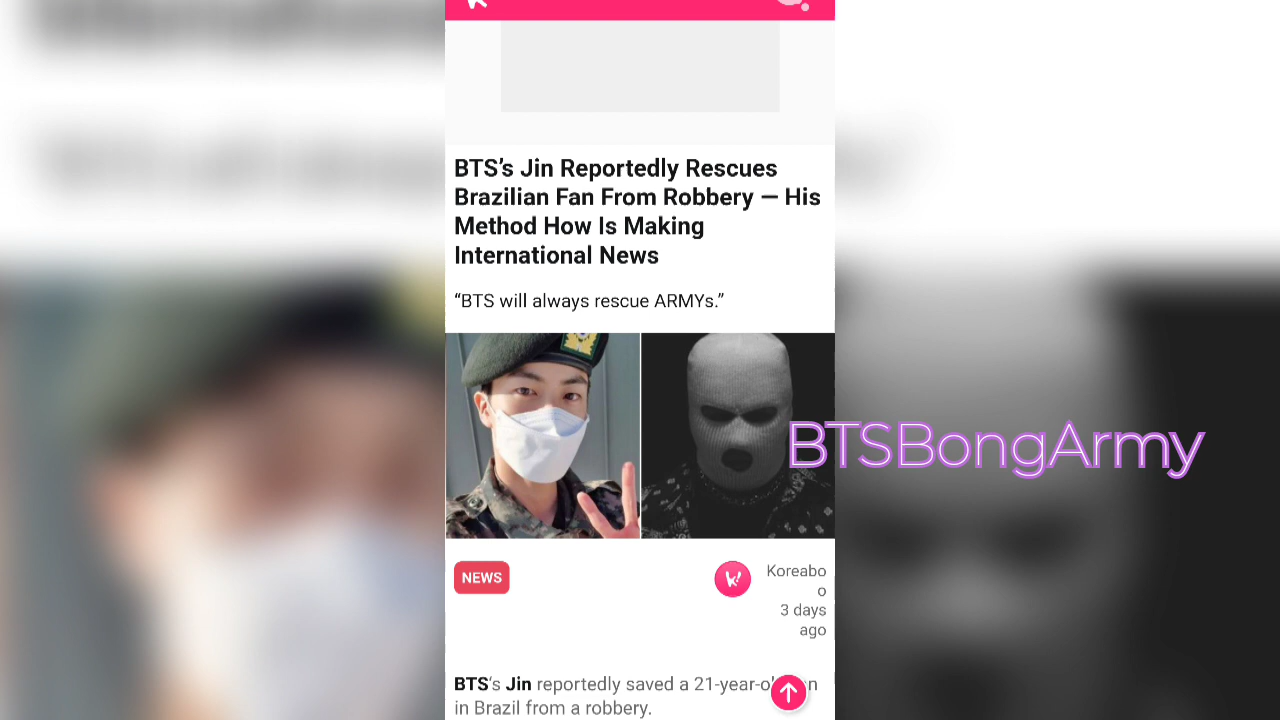 BTS’s Jin Reportedly Rescues
Brazilian Fan From Robbery — His
Method How Is Making
International News
“BTS will always rescue ARMYs.”
BTSBongArmy
NEWS
Koreabo
o
3 days
ago
BTS‘s Jin reportedly saved a 21-year-ol
in Brazil from a robbery.